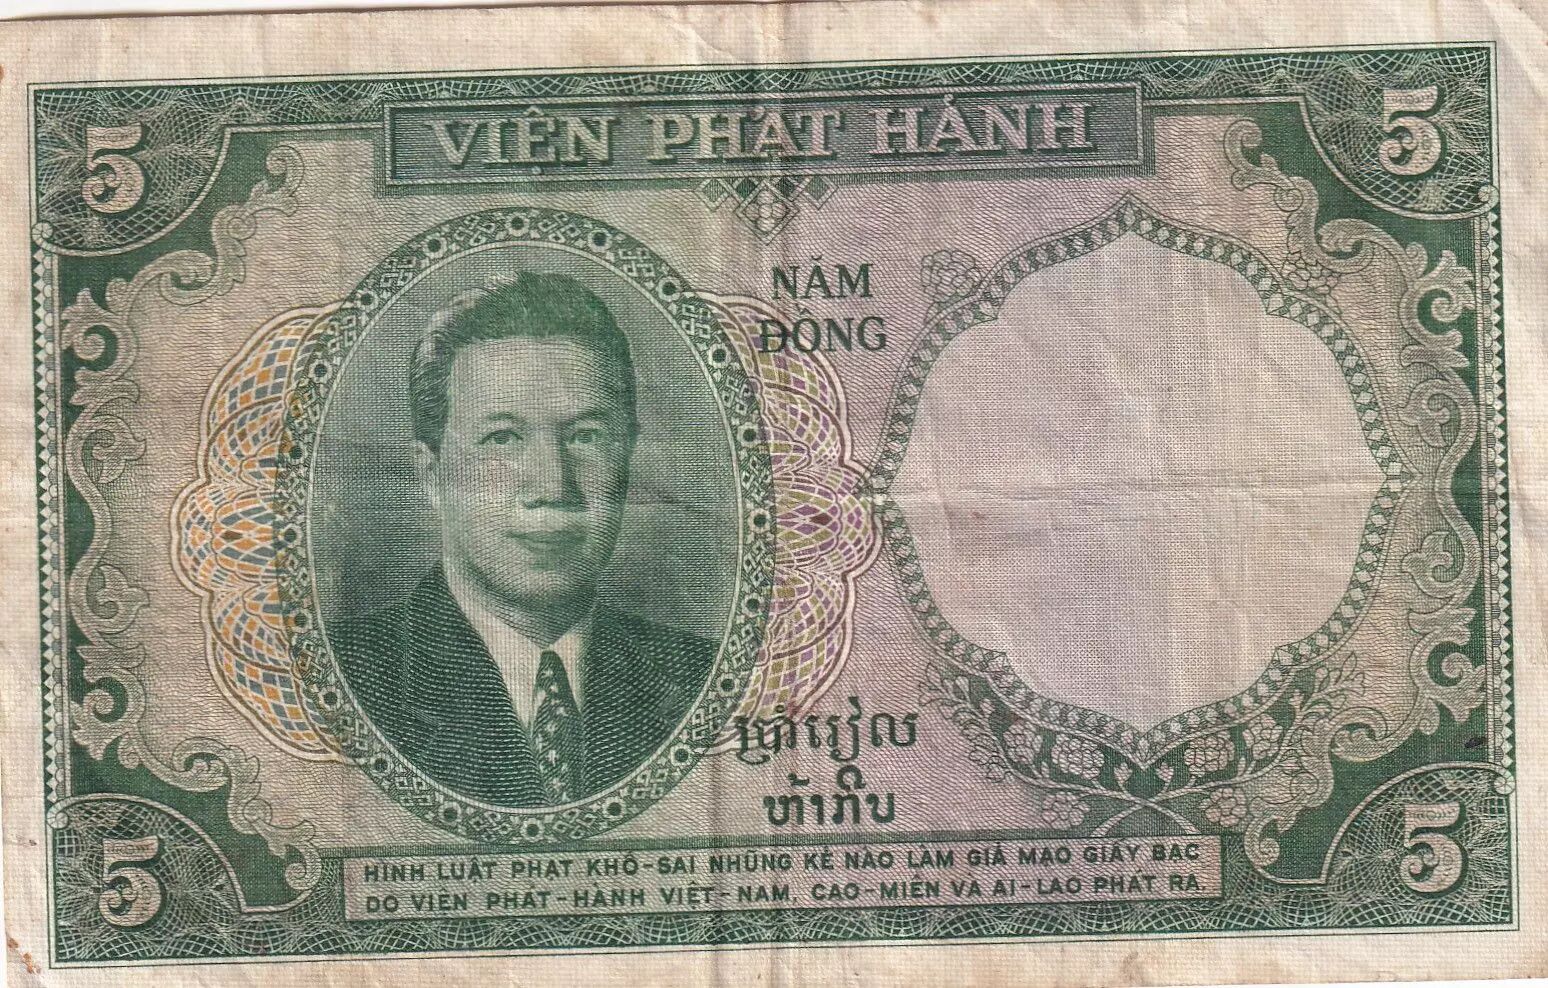 5 VIỆN PHÁT HÀNH 5
NĂM
ĐỒNG
ប្រាំរៀល
ຫ້າກີບ
5 HÌNH LUẬT PHẠT KHỔ-SAI NHỮNG KẺ NÀO LÀM GIẢ MẠO GIẤY BẠC 5
DO VIỆN PHÁT-HÀNH VIỆT-NAM, CAO-MIÊN VÀ AI-LAO PHÁT RA.